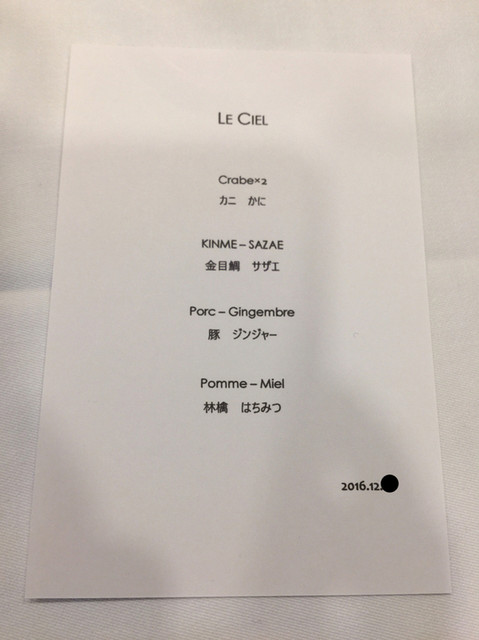 LE CIEL
Crabe×2
カニ　かに
KINME – SAZAE
金目鯛　サザエ
Porc – Gingembre
豚　ジンジャー
Pomme – Miel
林檎　はちみつ
2016.12.